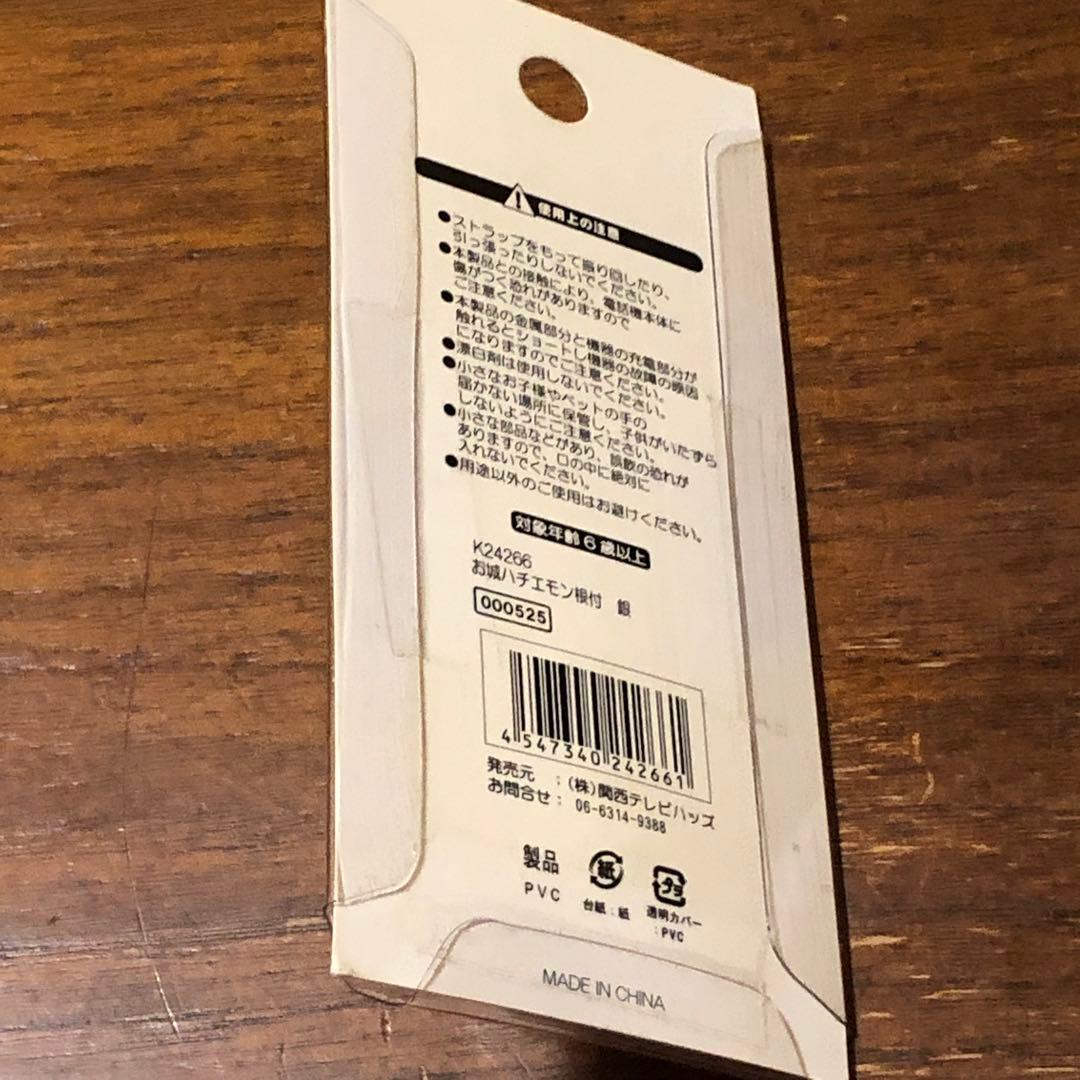 使用上の注意
●ストラップをもって振り回したり、
引っ張ったりしないでください。
●本製品との接触により、電話機本体に
傷がつく恐れがありますので
ご注意ください。
●本製品の金属部分と機器の充電部分が
触れるとショートし機器の故障の原因
になりますのでご注意ください。
●漂白剤は使用しないでください。
●小さなお子様やペットの手の
届かない場所に保管し、子供がいたずら
しないようにご注意ください。
●小さな部品などがあり、誤飲の恐れが
ありますので、口の中に絶対に
入れないでください。
●用途以外のご使用はお避けください。
対象年齢6歳以上
K24266
お城ハチエモン根付 銀
000525
4 547340 242661
発売元 :(株)関西テレビハッズ
お問合せ: 06-6314-9388
製品
PVC
紙
台紙:紙
プラ
透明カバー
:PVC
MADE IN CHINA